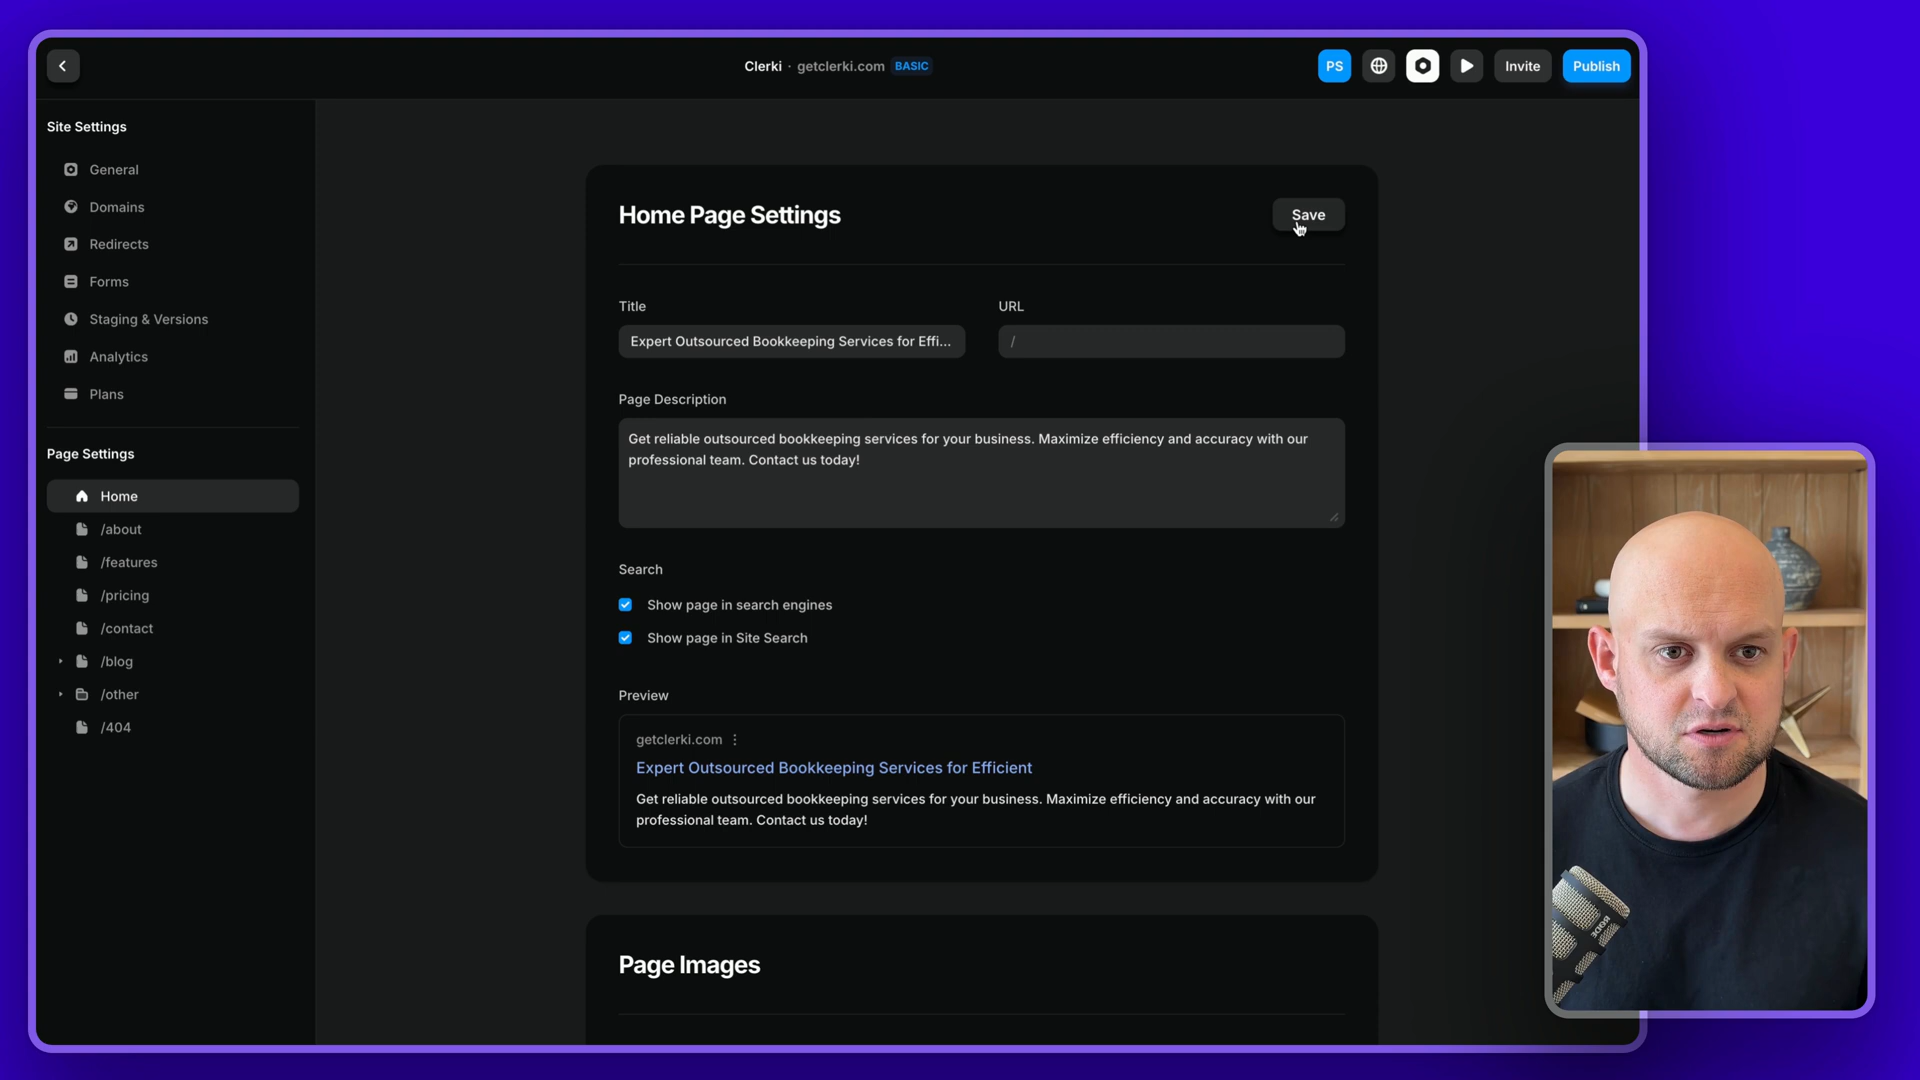 Clerki · getclerki.com BASIC
PS
Invite
Publish
Site Settings
General
Domains
Redirects
Forms
Staging & Versions
Analytics
Plans
Page Settings
Home
/about
/features
/pricing
/contact
/blog
/other
/404
Home Page Settings
Save
Title
URL
Expert Outsourced Bookkeeping Services for Effi...
/
Page Description
Get reliable outsourced bookkeeping services for your business. Maximize efficiency and accuracy with our
professional team. Contact us today!
Search
Show page in search engines
Show page in Site Search
Preview
getclerki.com
Expert Outsourced Bookkeeping Services for Efficient
Get reliable outsourced bookkeeping services for your business. Maximize efficiency and accuracy with our
professional team. Contact us today!
Page Images
RODE